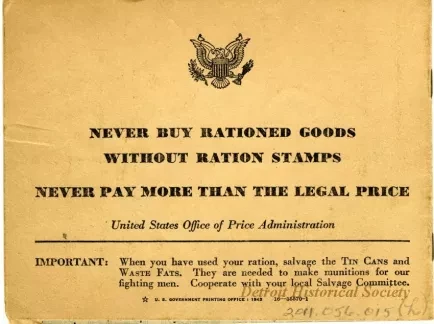 NEVER BUY RATIONED GOODS
WITHOUT RATION STAMPS
NEVER PAY MORE THAN THE LEGAL PRICE
United States Office of Price Administration
IMPORTANT: When you have used your ration, salvage the TIN CANS and
WASTE FATS. They are needed to make munitions for our
fighting men. Cooperate with your local Salvage Committee.
☆ U. S. GOVERNMENT PRINTING OFFICE : 1943
Detroit Historical Society
2011.056.015 (h)